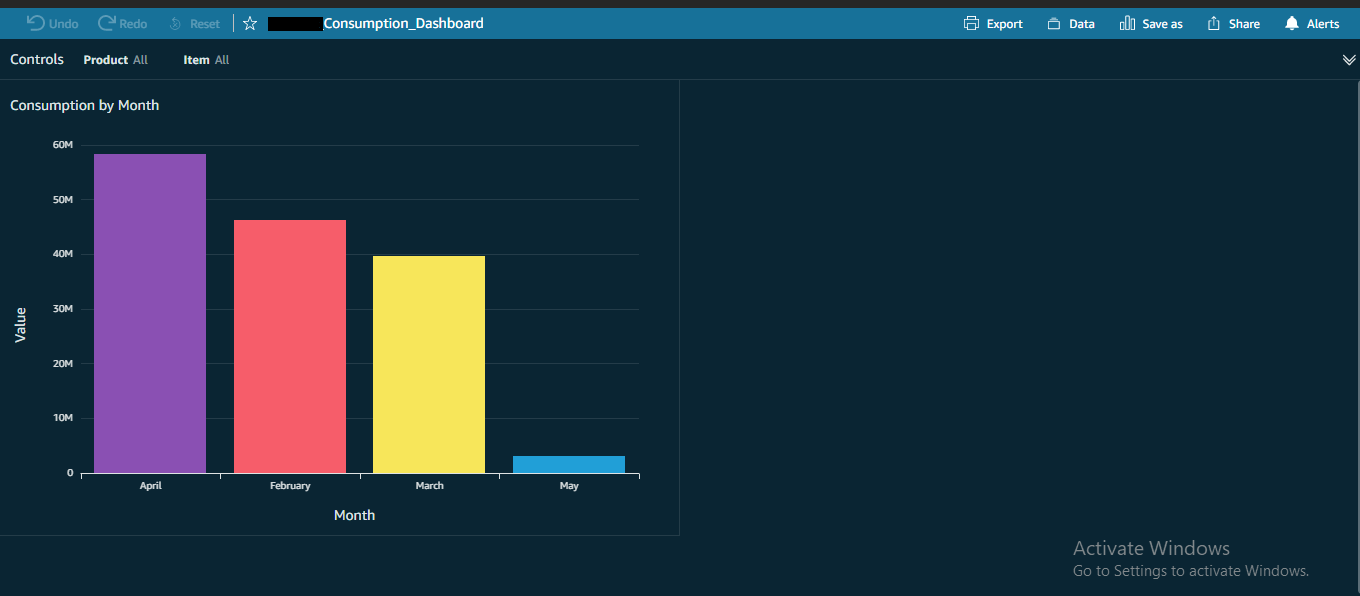 Undo Redo Reset Consumption_Dashboard Export Data Save as Share Alerts
Controls Product All Item All
Consumption by Month
60M
50M
40M
30M
20M
10M
0
Value
April February March May
Month
Activate Windows
Go to Settings to activate Windows.